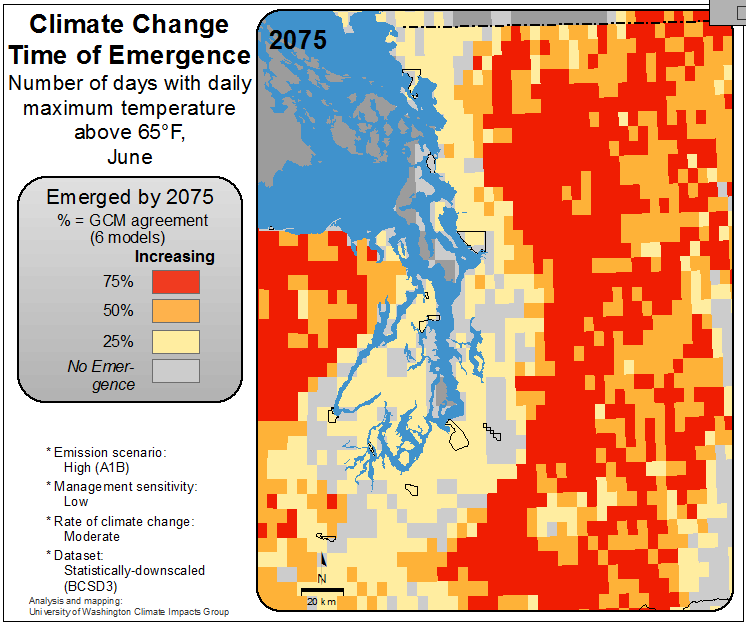 Climate Change
Time of Emergence
Number of days with daily
maximum temperature
above 65°F,
June
Emerged by 2075
% = GCM agreement
(6 models)
Increasing
75%
50%
25%
No Emer-
gence
* Emission scenario:
High (A1B)
* Management sensitivity:
Low
* Rate of climate change:
Moderate
* Dataset:
Statistically-downscaled
(BCSD3)
Analysis and mapping:
University of Washington Climate Impacts Group
2075
N
20 km